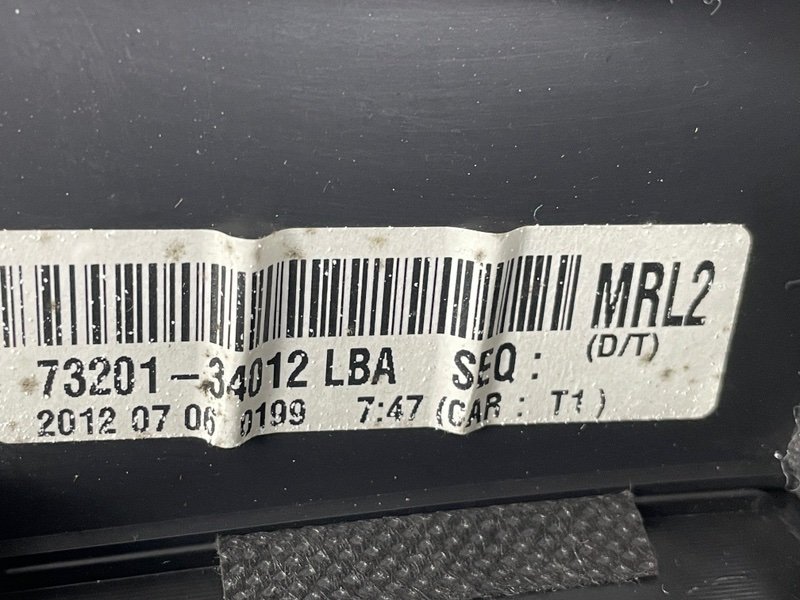 MRL2
73201-34012 LBA SEQ : (D/T)
2012 07 06 0199 7:47 (CAR : T1)